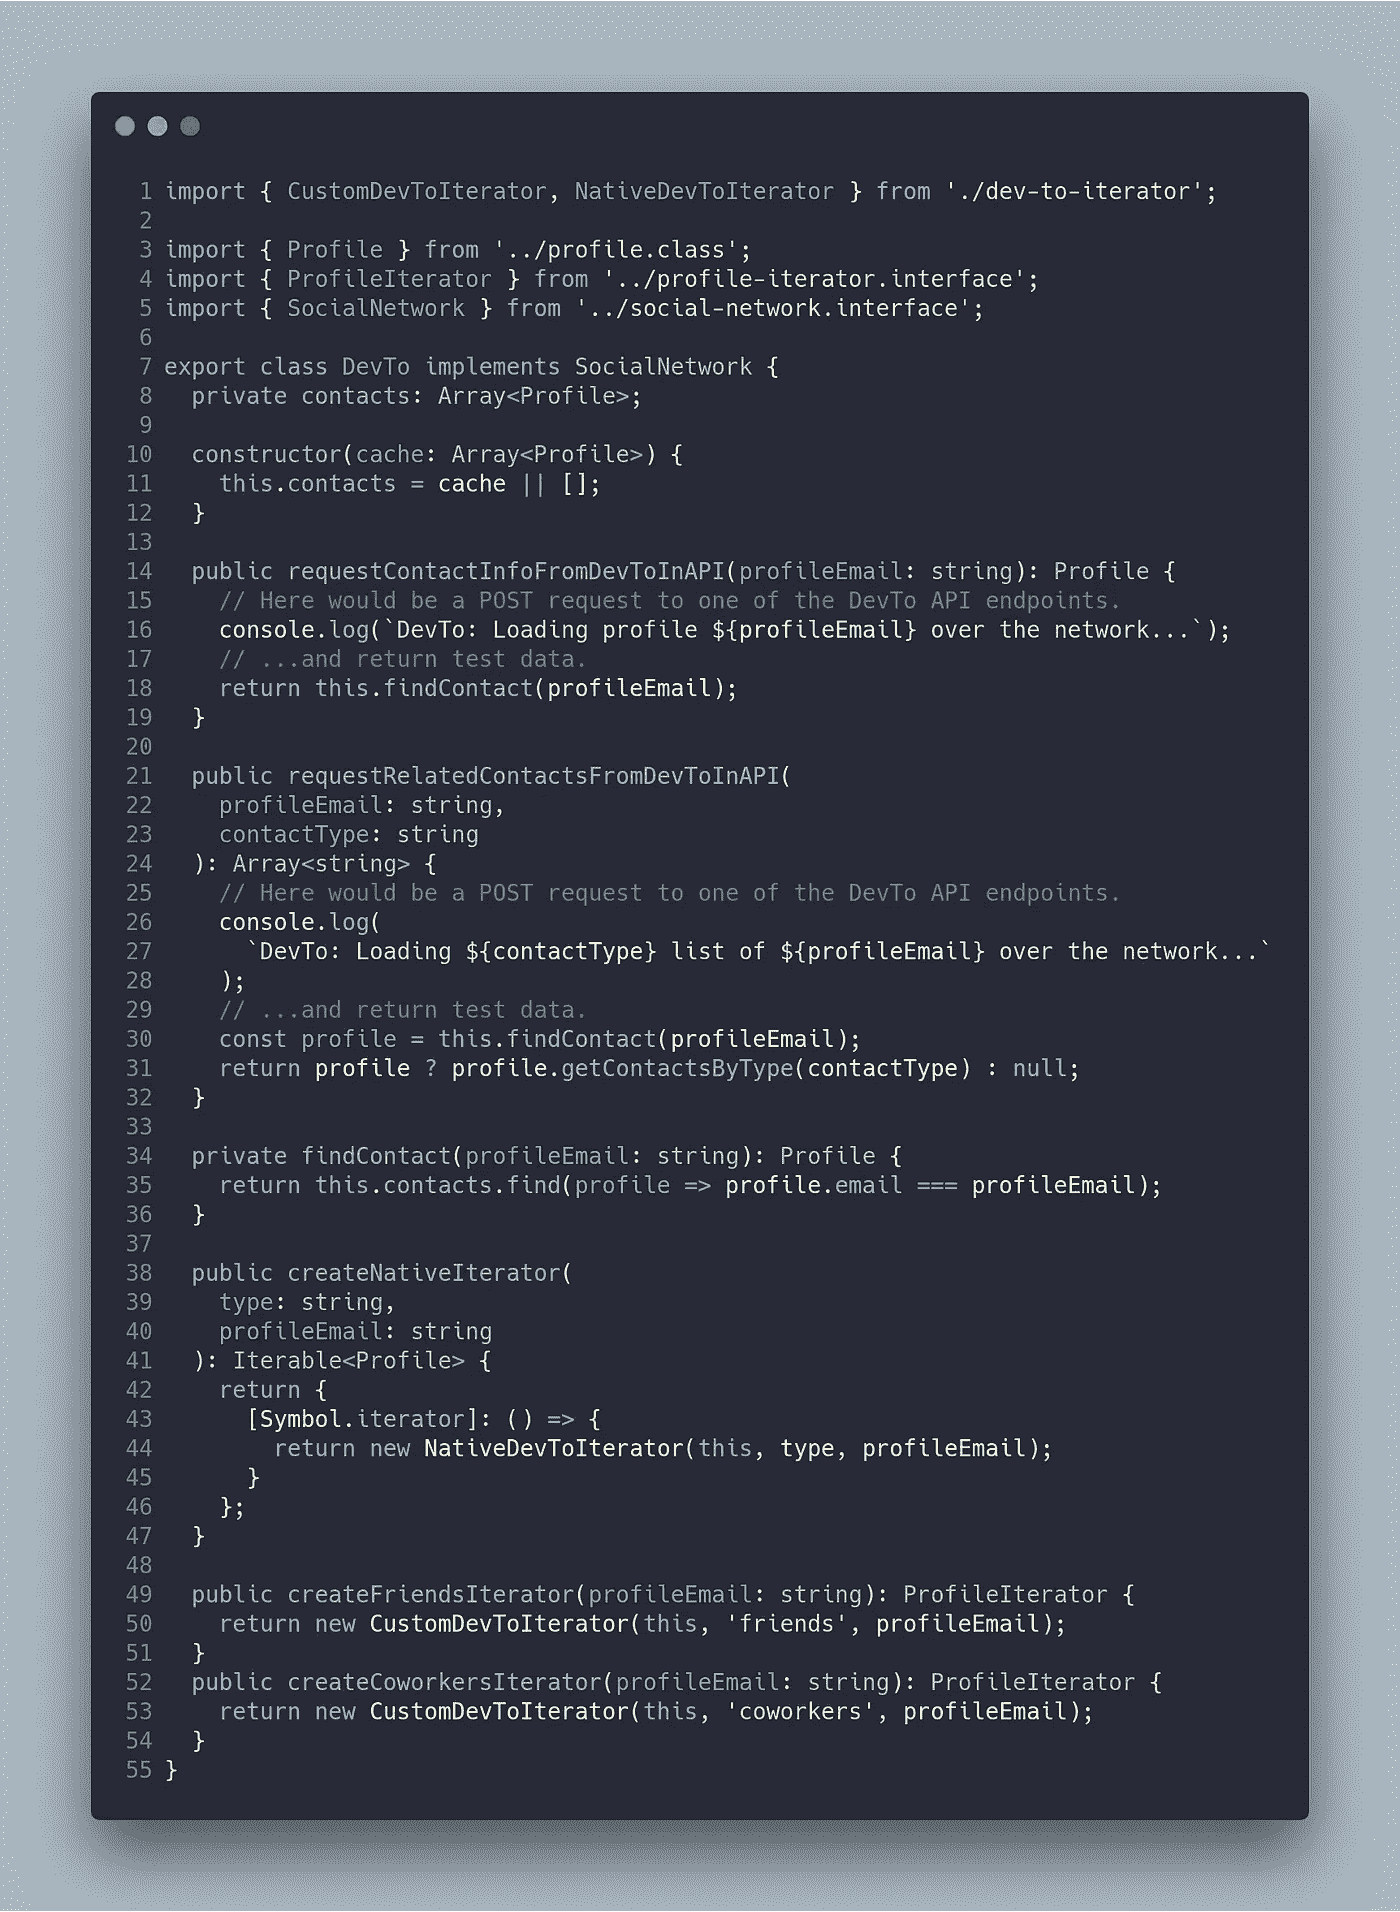 1 import { CustomDevToIterator, NativeDevToIterator } from './dev-to-iterator';
2
3 import { Profile } from '../profile.class';
4 import { ProfileIterator } from '../profile-iterator.interface';
5 import { SocialNetwork } from '../social-network.interface';
6
7 export class DevTo implements SocialNetwork {
8   private contacts: Array<Profile>;
9
10   constructor(cache: Array<Profile>) {
11     this.contacts = cache || [];
12   }
13
14   public requestContactInfoFromDevToInAPI(profileEmail: string): Profile {
15     // Here would be a POST request to one of the DevTo API endpoints.
16     console.log(`DevTo: Loading profile ${profileEmail} over the network...`);
17     // ...and return test data.
18     return this.findContact(profileEmail);
19   }
20
21   public requestRelatedContactsFromDevToInAPI(
22     profileEmail: string,
23     contactType: string
24   ): Array<string> {
25     // Here would be a POST request to one of the DevTo API endpoints.
26     console.log(
27       `DevTo: Loading ${contactType} list of ${profileEmail} over the network...`
28     );
29     // ...and return test data.
30     const profile = this.findContact(profileEmail);
31     return profile ? profile.getContactsByType(contactType) : null;
32   }
33
34   private findContact(profileEmail: string): Profile {
35     return this.contacts.find(profile => profile.email === profileEmail);
36   }
37
38   public createNativeIterator(
39     type: string,
40     profileEmail: string
41   ): Iterable<Profile> {
42     return {
43       [Symbol.iterator]: () => {
44         return new NativeDevToIterator(this, type, profileEmail);
45       }
46     };
47   }
48
49   public createFriendsIterator(profileEmail: string): ProfileIterator {
50     return new CustomDevToIterator(this, 'friends', profileEmail);
51   }
52   public createCoworkersIterator(profileEmail: string): ProfileIterator {
53     return new CustomDevToIterator(this, 'coworkers', profileEmail);
54   }
55 }